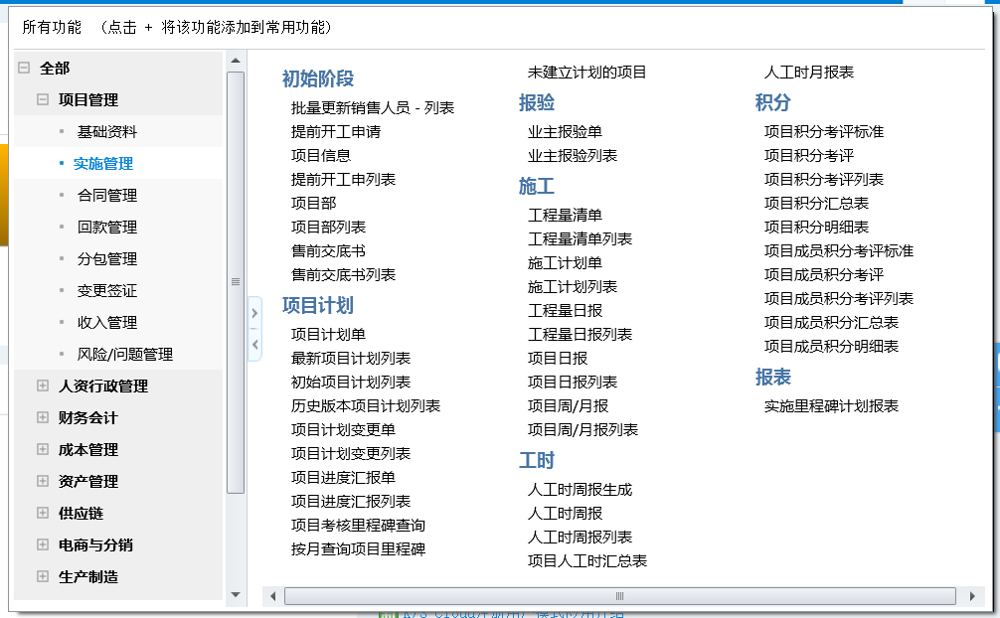 所有功能 （点击 + 将该功能添加到常用功能）
全部
项目管理
基础资料
实施管理
合同管理
回款管理
分包管理
变更签证
收入管理
风险/问题管理
人资行政管理
财务会计
成本管理
资产管理
供应链
电商与分销
生产制造
初始阶段
批量更新销售人员 - 列表
提前开工申请
项目信息
提前开工申列表
项目部
项目部列表
售前交底书
售前交底书列表
项目计划
项目计划单
最新项目计划列表
初始项目计划列表
历史版本项目计划列表
项目计划变更单
项目计划变更列表
项目进度汇报单
项目进度汇报列表
项目考核里程碑查询
按月查询项目里程碑
未建立计划的项目
报验
业主报验单
业主报验列表
施工
工程量清单
工程量清单列表
施工计划单
施工计划列表
工程量日报
工程量日报列表
项目日报
项目日报列表
项目周/月报
项目周/月报列表
工时
人工时周报生成
人工时周报
人工时周报列表
项目人工时汇总表
人工时月报表
积分
项目积分考评标准
项目积分考评
项目积分考评列表
项目积分汇总表
项目积分明细表
项目成员积分考评标准
项目成员积分考评
项目成员积分考评列表
项目成员积分汇总表
项目成员积分明细表
报表
实施里程碑计划报表